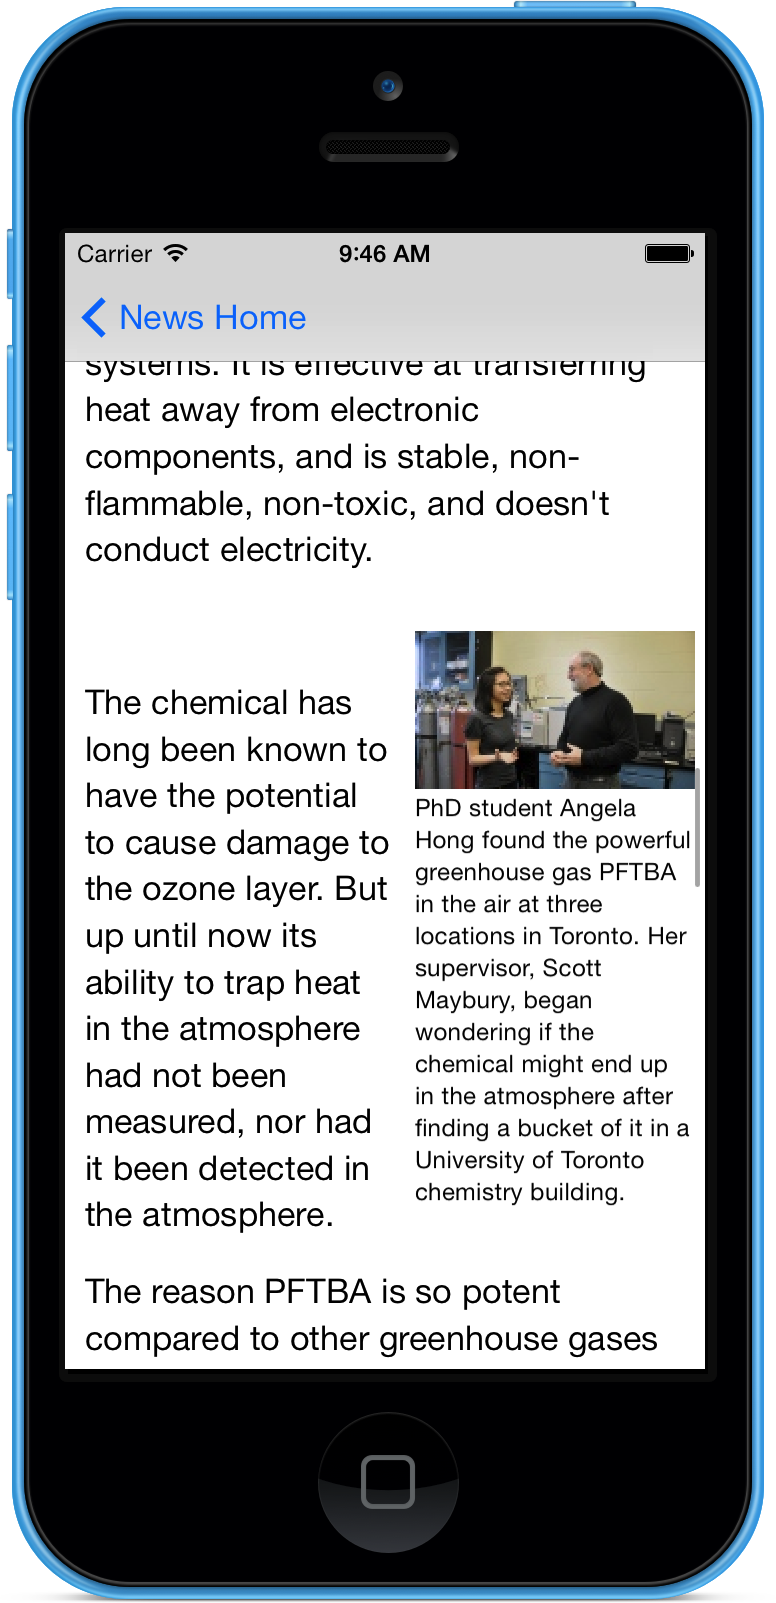 Carrier
9:46 AM
News Home
systems. It is effective at transferring
heat away from electronic
components, and is stable, non-
flammable, non-toxic, and doesn't
conduct electricity.
The chemical has
long been known to
have the potential
to cause damage to
the ozone layer. But
up until now its
ability to trap heat
in the atmosphere
had not been
measured, nor had
it been detected in
the atmosphere.
PhD student Angela
Hong found the powerful
greenhouse gas PFTBA
in the air at three
locations in Toronto. Her
supervisor, Scott
Maybury, began
wondering if the
chemical might end up
in the atmosphere after
finding a bucket of it in a
University of Toronto
chemistry building.
The reason PFTBA is so potent
compared to other greenhouse gases